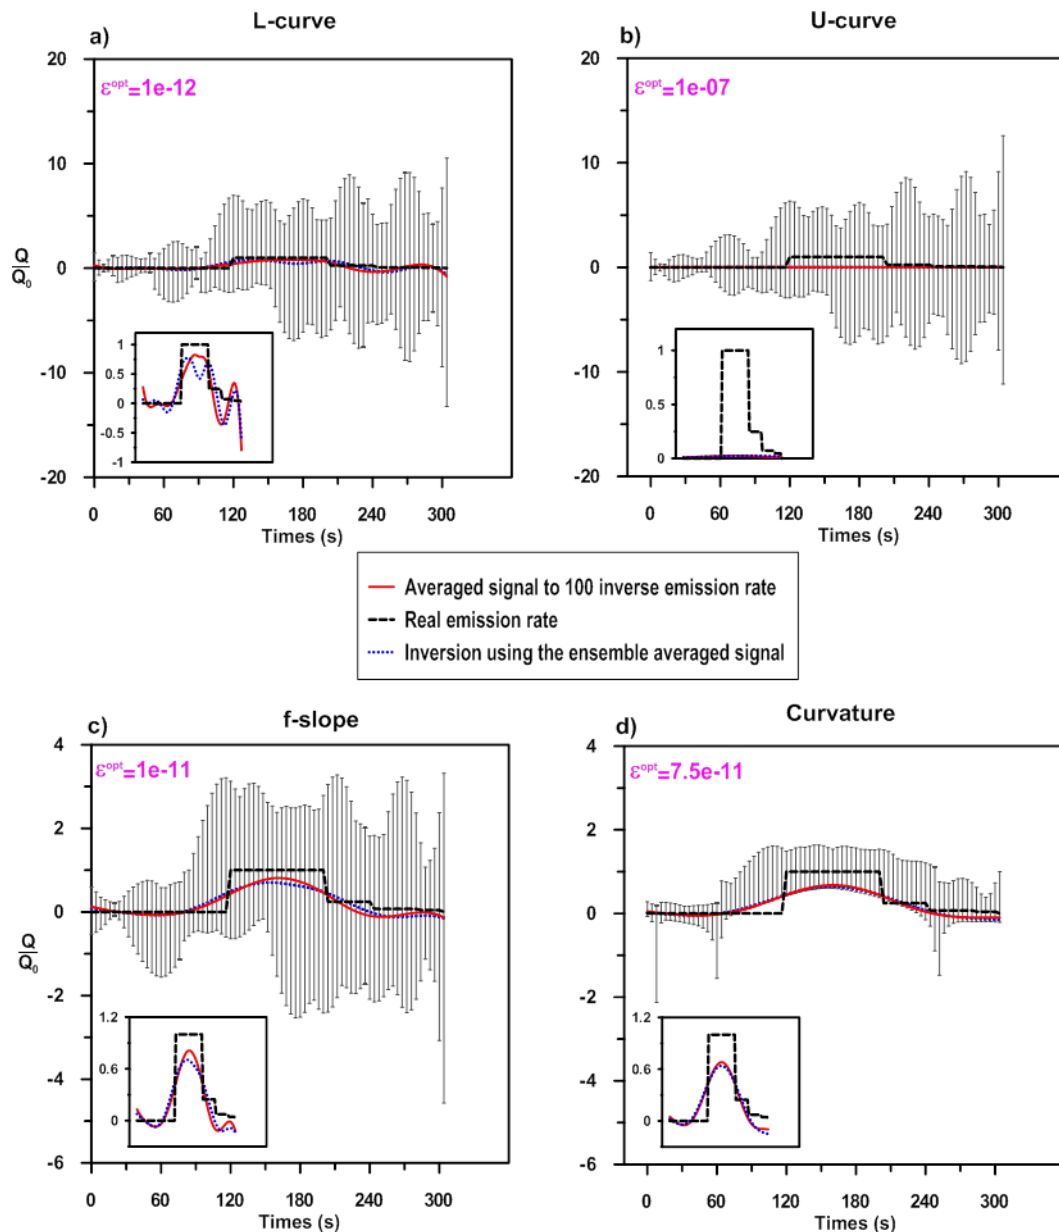 L-curve
a)
20
10
0
-10
-20
εᵒᵖᵗ=1e-12
Q/Q₀
1
0.5
0
-0.5
-1
0 60 120 180 240 300
Times (s)
U-curve
b)
20
10
0
-10
-20
εᵒᵖᵗ=1e-07
1
0.5
0
0 60 120 180 240 300
Times (s)
Averaged signal to 100 inverse emission rate
Real emission rate
Inversion using the ensemble averaged signal
f-slope
c)
4
2
0
-2
-4
-6
εᵒᵖᵗ=1e-11
Q/Q₀
1.2
0.6
0
0 60 120 180 240 300
Times (s)
Curvature
d)
4
2
0
-2
-4
-6
εᵒᵖᵗ=7.5e-11
1.2
0.6
0
0 60 120 180 240 300
Times (s)